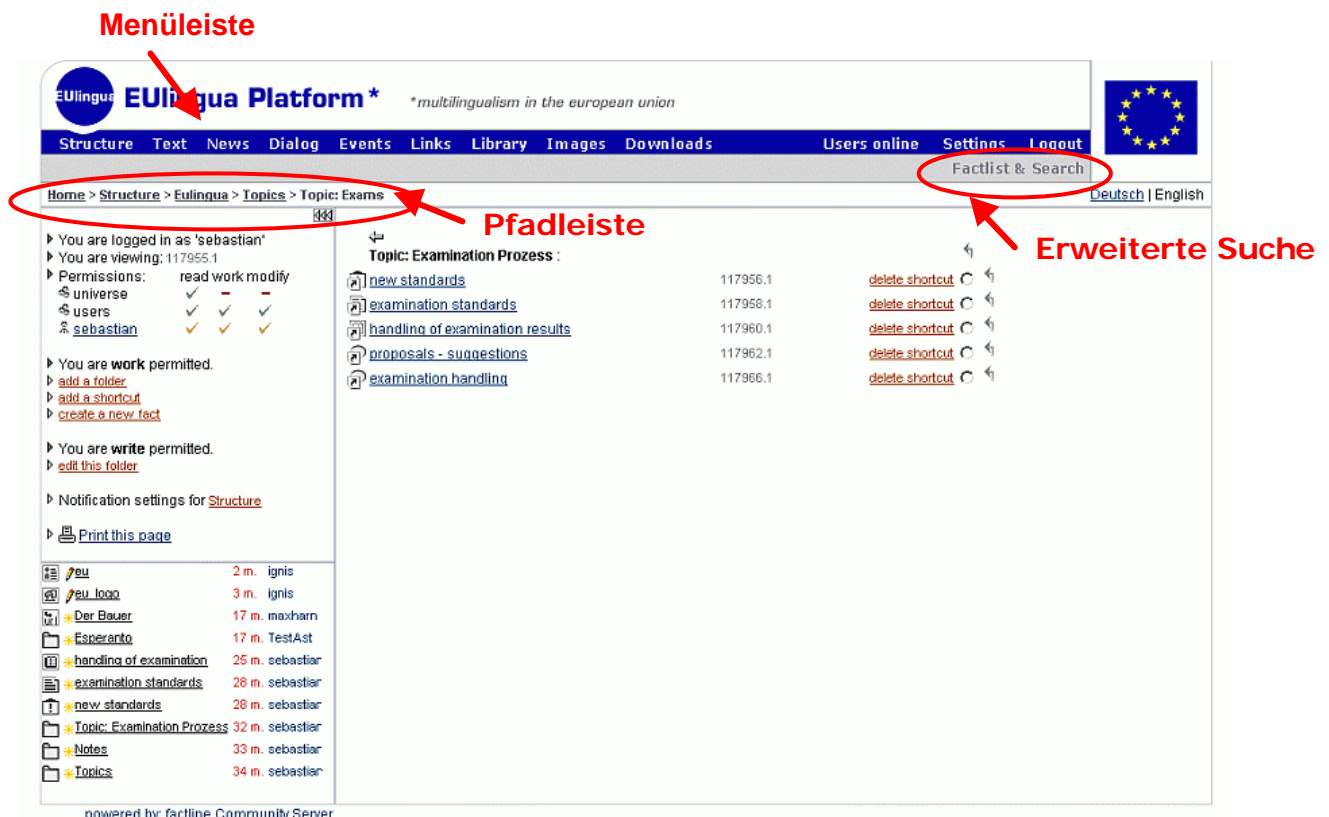 Menüleiste
EUlingua EUlingua Platform* *multilingualism in the european union
Structure Text News Dialog Events Links Library Images Downloads Users online Settings Logout
Factlist & Search
Home > Structure > Eulingua > Topics > Topic: Exams Deutsch | English
Pfadleiste
Erweiterte Suche
You are logged in as 'sebastian'
You are viewing: 117955.1
Permissions: read work modify
universe
users
sebastian
You are work permitted.
add a folder
add a shortcut
create a new fact
You are write permitted.
edit this folder
Notification settings for Structure
Print this page
Topic: Examination Prozess :
new standards 117956.1 delete shortcut
examination standards 117958.1 delete shortcut
handling of examination results 117960.1 delete shortcut
proposals - suggestions 117962.1 delete shortcut
examination handling 117966.1 delete shortcut
eu 2 m. ignis
eu logo 3 m. ignis
Der Bauer 17 m. maxharn
Esperanto 17 m. TestAst
handling of examination 25 m. sebastiar
examination standards 28 m. sebastiar
new standards 28 m. sebastiar
Topic: Examination Prozess 32 m. sebastiar
Notes 33 m. sebastiar
Topics 34 m. sebastiar
powered by: factline Community Server